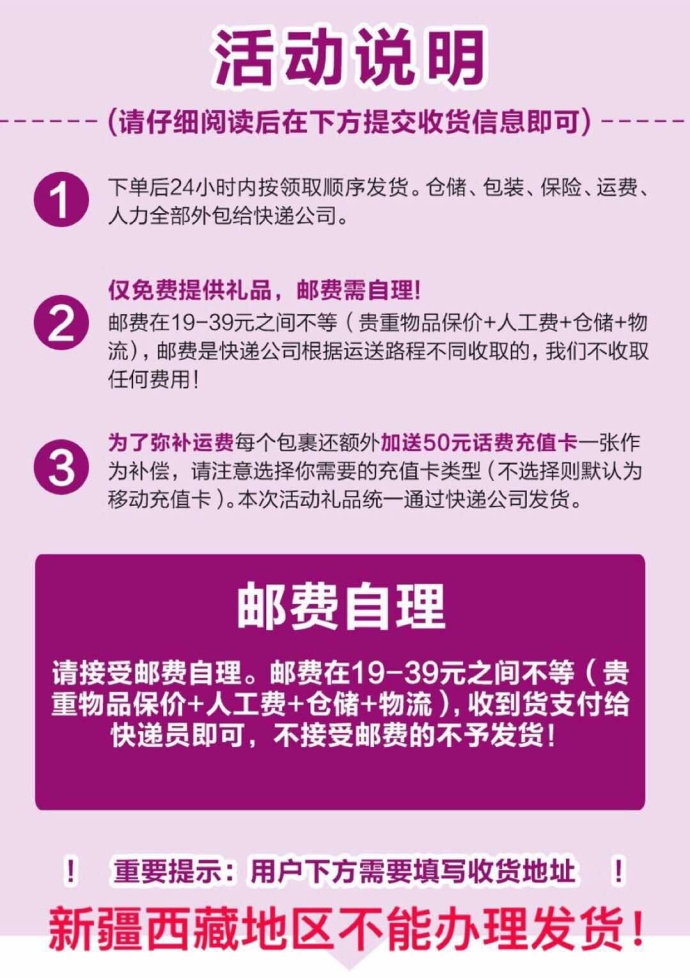 活动说明
(请仔细阅读后在下方提交收货信息即可)
1
下单后24小时内按领取顺序发货。仓储、包装、保险、运费、
人力全部外包给快递公司。
2
仅免费提供礼品，邮费需自理！
邮费在19-39元之间不等（贵重物品保价+人工费+仓储+物
流），邮费是快递公司根据运送路程不同收取的，我们不收取
任何费用！
3
为了弥补运费每个包裹还额外加送50元话费充值卡一张作
为补偿，请注意选择你需要的充值卡类型（不选择则默认为
移动充值卡）。本次活动礼品统一通过快递公司发货。
邮费自理
请接受邮费自理。邮费在19-39元之间不等（贵
重物品保价+人工费+仓储+物流），收到货支付给
快递员即可，不接受邮费的不予发货！
！ 重要提示：用户下方需要填写收货地址 ！
新疆西藏地区不能办理发货！